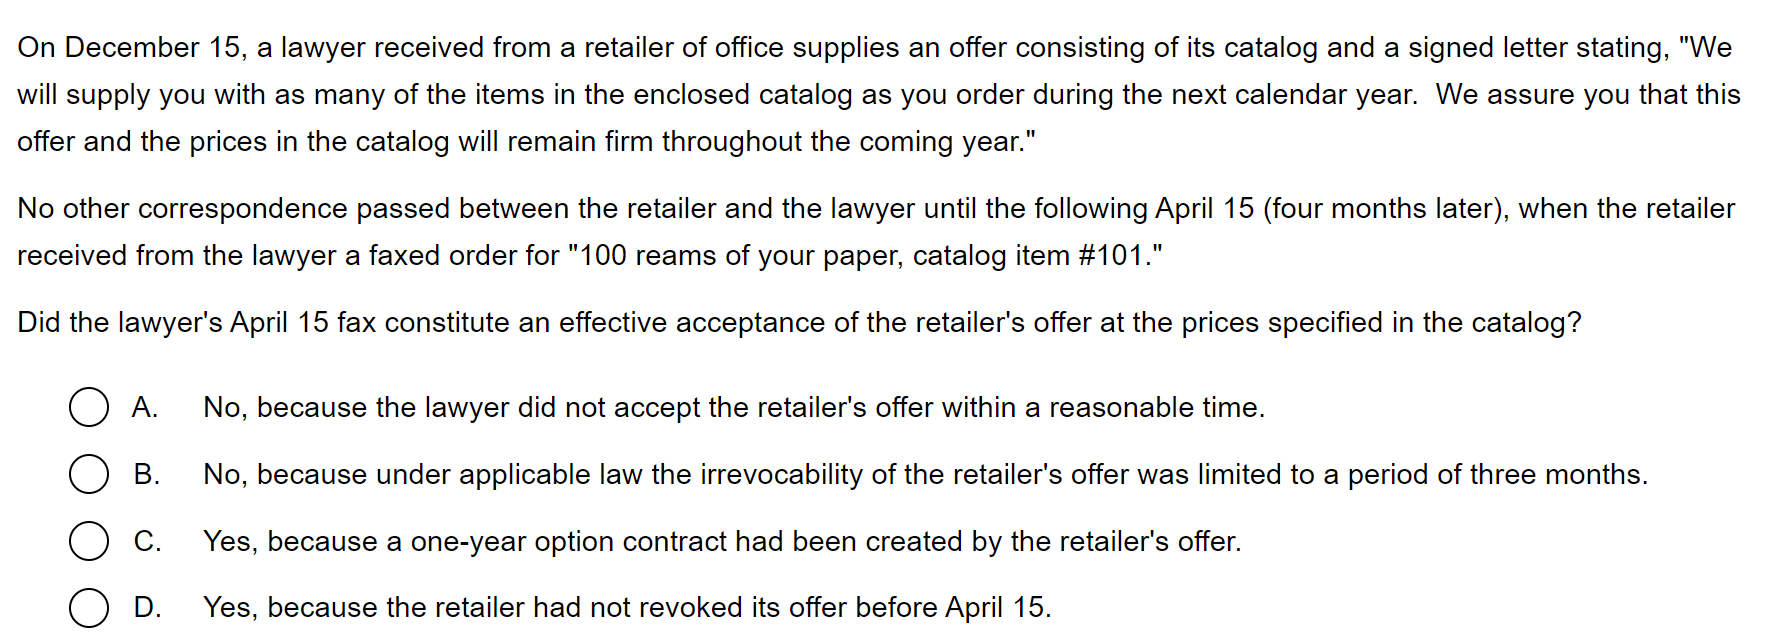 On December 15, a lawyer received from a retailer of office supplies an offer consisting of its catalog and a signed letter stating, "We
will supply you with as many of the items in the enclosed catalog as you order during the next calendar year.  We assure you that this
offer and the prices in the catalog will remain firm throughout the coming year."
No other correspondence passed between the retailer and the lawyer until the following April 15 (four months later), when the retailer
received from the lawyer a faxed order for "100 reams of your paper, catalog item #101."
Did the lawyer's April 15 fax constitute an effective acceptance of the retailer's offer at the prices specified in the catalog?
A. No, because the lawyer did not accept the retailer's offer within a reasonable time.
B. No, because under applicable law the irrevocability of the retailer's offer was limited to a period of three months.
C. Yes, because a one-year option contract had been created by the retailer's offer.
D. Yes, because the retailer had not revoked its offer before April 15.